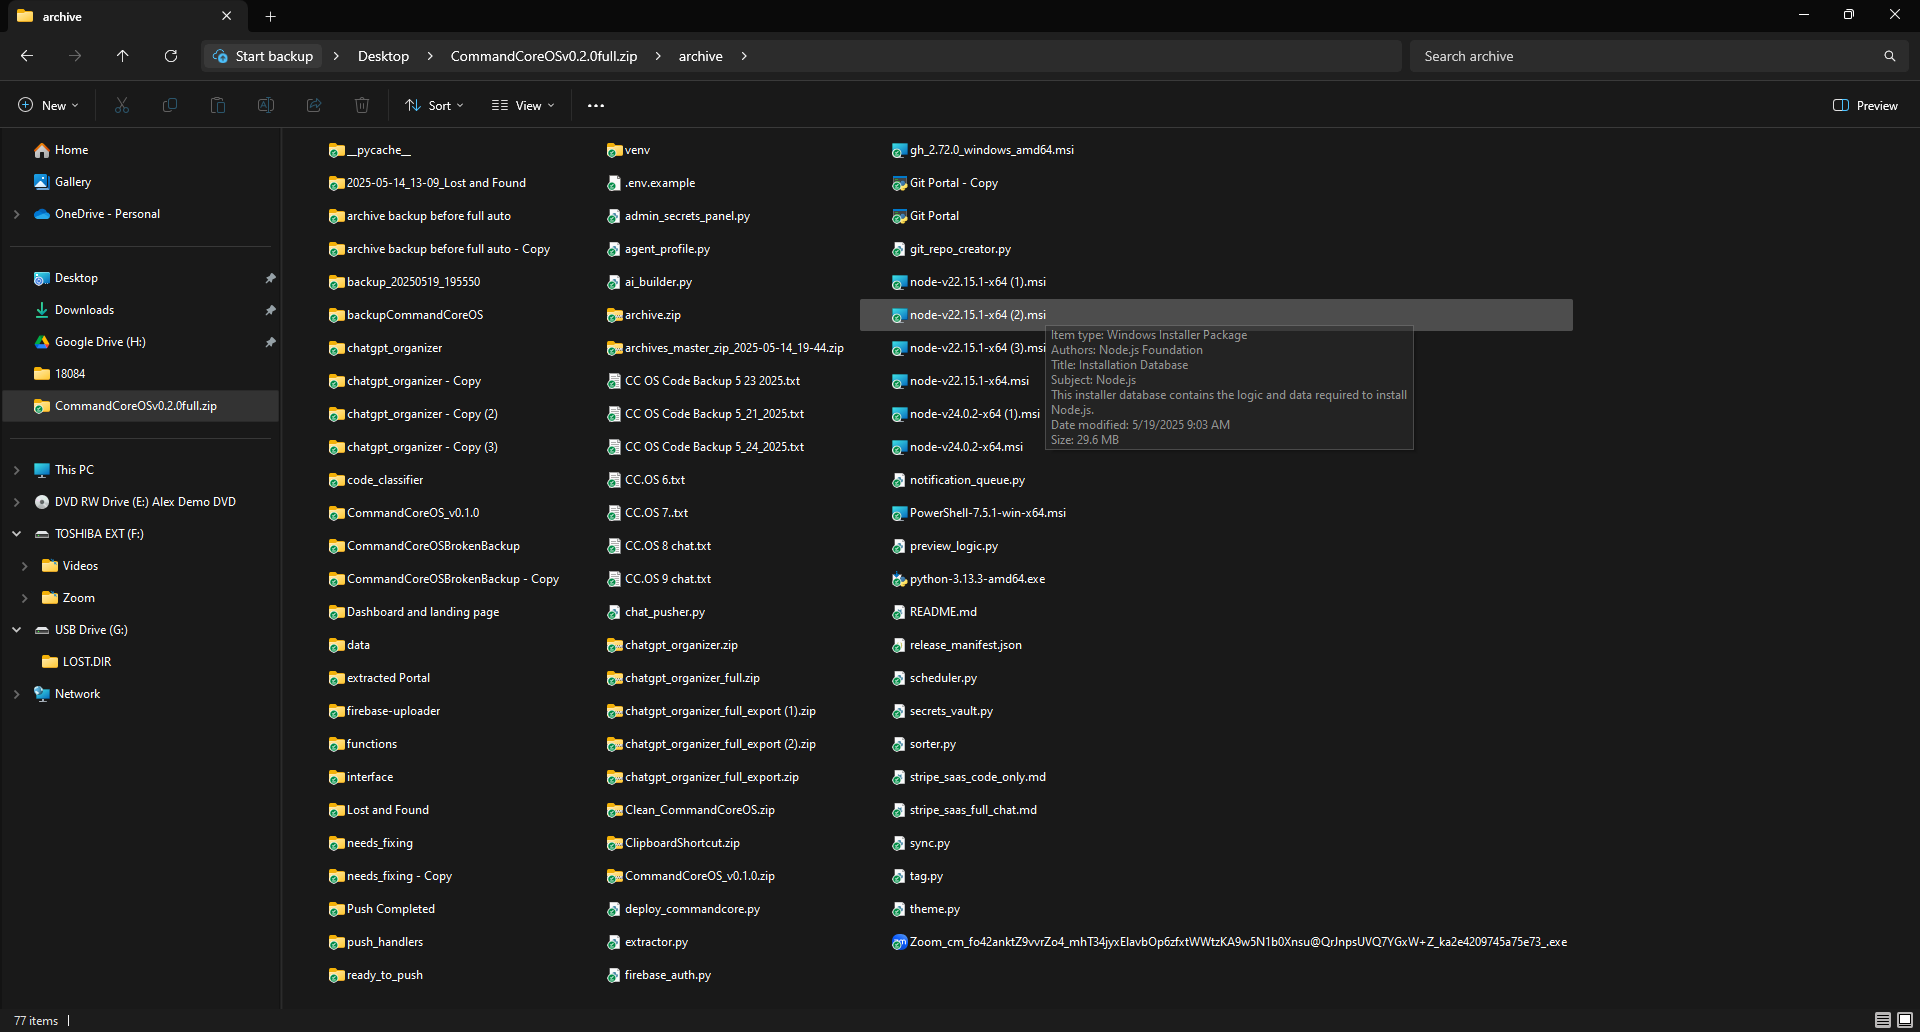 archive
Start backup
Desktop
CommandCoreOSv0.2.0full.zip
archive
Search archive
New
Sort
View
Preview
Home
Gallery
OneDrive - Personal
Desktop
Downloads
Google Drive (H:)
18084
CommandCoreOSv0.2.0full.zip
This PC
DVD RW Drive (E:) Alex Demo DVD
TOSHIBA EXT (F:)
Videos
Zoom
USB Drive (G:)
LOST.DIR
Network
__pycache__
2025-05-14_13-09_Lost and Found
archive backup before full auto
archive backup before full auto - Copy
backup_20250519_195550
backupCommandCoreOS
chatgpt_organizer
chatgpt_organizer - Copy
chatgpt_organizer - Copy (2)
chatgpt_organizer - Copy (3)
code_classifier
CommandCoreOS_v0.1.0
CommandCoreOSBrokenBackup
CommandCoreOSBrokenBackup - Copy
Dashboard and landing page
data
extracted Portal
firebase-uploader
functions
interface
Lost and Found
needs_fixing
needs_fixing - Copy
Push Completed
push_handlers
ready_to_push
venv
.env.example
admin_secrets_panel.py
agent_profile.py
ai_builder.py
archive.zip
archives_master_zip_2025-05-14_19-44.zip
CC OS Code Backup 5 23 2025.txt
CC OS Code Backup 5_21_2025.txt
CC OS Code Backup 5_24_2025.txt
CC.OS 6.txt
CC.OS 7..txt
CC.OS 8 chat.txt
CC.OS 9 chat.txt
chat_pusher.py
chatgpt_organizer.zip
chatgpt_organizer_full.zip
chatgpt_organizer_full_export (1).zip
chatgpt_organizer_full_export (2).zip
chatgpt_organizer_full_export.zip
Clean_CommandCoreOS.zip
ClipboardShortcut.zip
CommandCoreOS_v0.1.0.zip
deploy_commandcore.py
extractor.py
firebase_auth.py
gh_2.72.0_windows_amd64.msi
Git Portal - Copy
Git Portal
git_repo_creator.py
node-v22.15.1-x64 (1).msi
node-v22.15.1-x64 (2).msi
node-v22.15.1-x64 (3).msi
node-v22.15.1-x64.msi
node-v24.0.2-x64 (1).msi
node-v24.0.2-x64.msi
notification_queue.py
PowerShell-7.5.1-win-x64.msi
preview_logic.py
python-3.13.3-amd64.exe
README.md
release_manifest.json
scheduler.py
secrets_vault.py
sorter.py
stripe_saas_code_only.md
stripe_saas_full_chat.md
sync.py
tag.py
theme.py
Zoom_cm_fo42anktZ9vvrZo4_mhT34jyxElavbOp6zfxtWWtzKA9w5N1b0Xnsu@QrJnpsUVQ7YGxW+Z_ka2e4209745a75e73_.exe
Item type: Windows Installer Package
Authors: Node.js Foundation
Title: Installation Database
Subject: Node.js
This installer database contains the logic and data required to install
Node.js.
Date modified: 5/19/2025 9:03 AM
Size: 29.6 MB
77 items